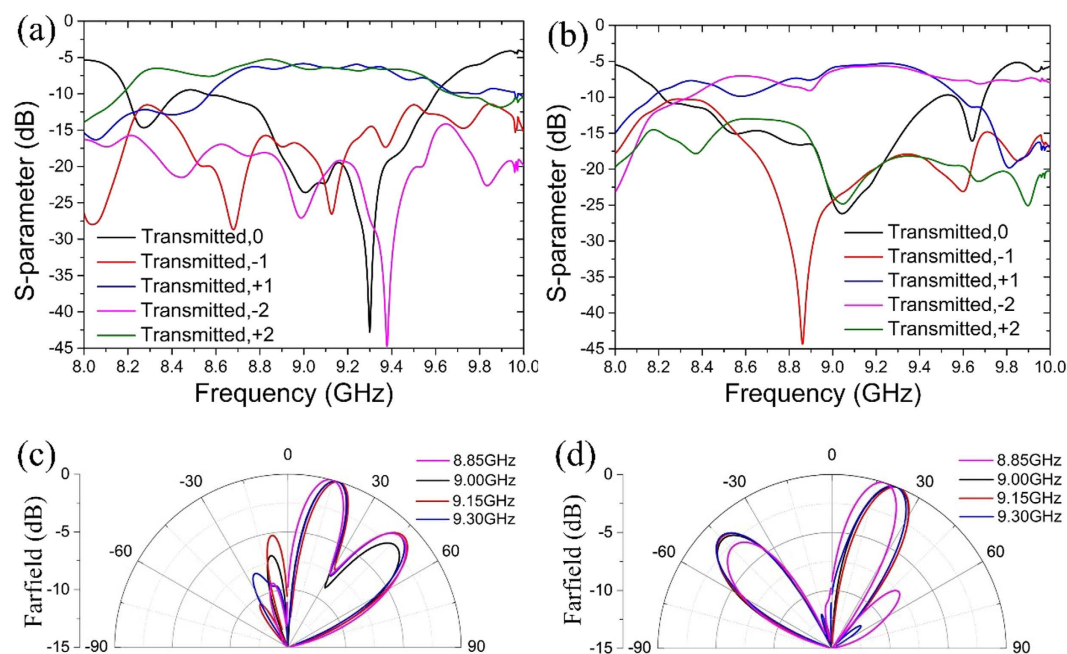 (a)
0
-5
-10
-15
-20
-25
-30
-35
-40
-45
S-parameter (dB)
Transmitted,0
Transmitted,-1
Transmitted,+1
Transmitted,-2
Transmitted,+2
8.0 8.2 8.4 8.6 8.8 9.0 9.2 9.4 9.6 9.8 10.0
Frequency (GHz)
(b)
0
-5
-10
-15
-20
-25
-30
-35
-40
-45
S-parameter (dB)
Transmitted,0
Transmitted,-1
Transmitted,+1
Transmitted,-2
Transmitted,+2
8.0 8.2 8.4 8.6 8.8 9.0 9.2 9.4 9.6 9.8 10.0
Frequency (GHz)
(c)
0
-5
-10
-15
Farfield (dB)
-90
-60
-30
0
30
60
90
8.85GHz
9.00GHz
9.15GHz
9.30GHz
(d)
0
-5
-10
-15
Farfield (dB)
-90
-60
-30
0
30
60
90
8.85GHz
9.00GHz
9.15GHz
9.30GHz